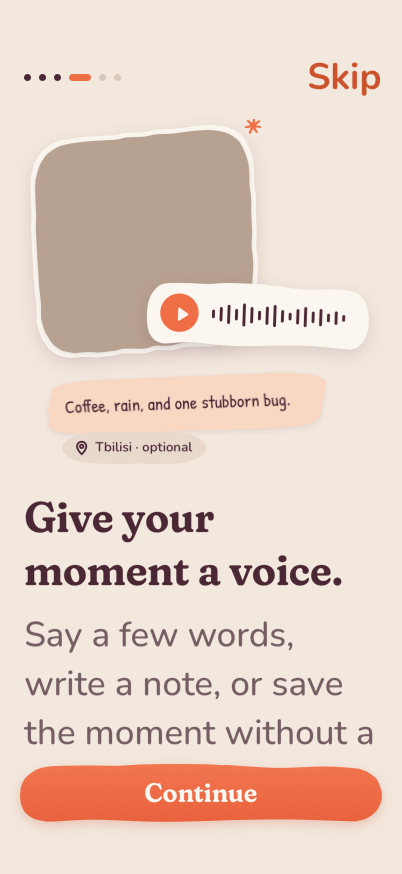 Skip
Coffee, rain, and one stubborn bug.
Tbilisi · optional
Give your
moment a voice.
Say a few words,
write a note, or save
the moment without a
Continue